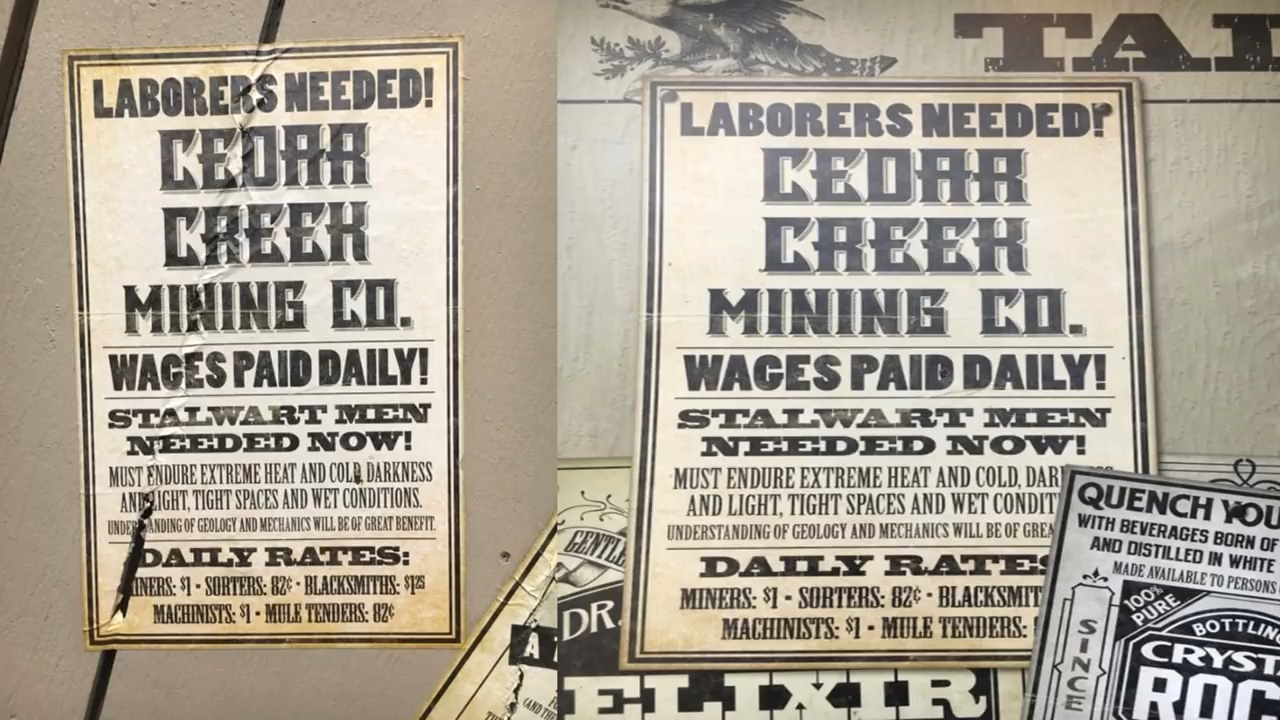 LABORERS NEEDED!
CEDAR
CREEK
MINING CO.
WAGES PAID DAILY!
STALWART MEN
NEEDED NOW!
MUST ENDURE EXTREME HEAT AND COLD, DARKNESS
AND LIGHT, TIGHT SPACES AND WET CONDITIONS.
UNDERSTANDING OF GEOLOGY AND MECHANICS WILL BE OF GREAT BENEFIT.
DAILY RATES:
MINERS: $1 - SORTERS: 82¢ - BLACKSMITHS: $125
MACHINISTS: $1 - MULE TENDERS: 82¢
A
TAI
LABORERS NEEDED!
CEDAR
CREEK
MINING CO.
WAGES PAID DAILY!
STALWART MEN
NEEDED NOW!
MUST ENDURE EXTREME HEAT AND COLD, DAR
AND LIGHT, TIGHT SPACES AND WET CONDIT
UNDERSTANDING OF GEOLOGY AND MECHANICS WILL BE OF GREA
DAILY RATES
MINERS: $1 - SORTERS: 82¢ - BLACKSMIT
MACHINISTS: $1 - MULE TENDERS:
GENTL
DR.
ELIXIR
QUENCH YOU
WITH BEVERAGES BORN OF
AND DISTILLED IN WHITE
MADE AVAILABLE TO PERSONS
100%
PURE
SINCE
BOTTLING
CRYST
ROC